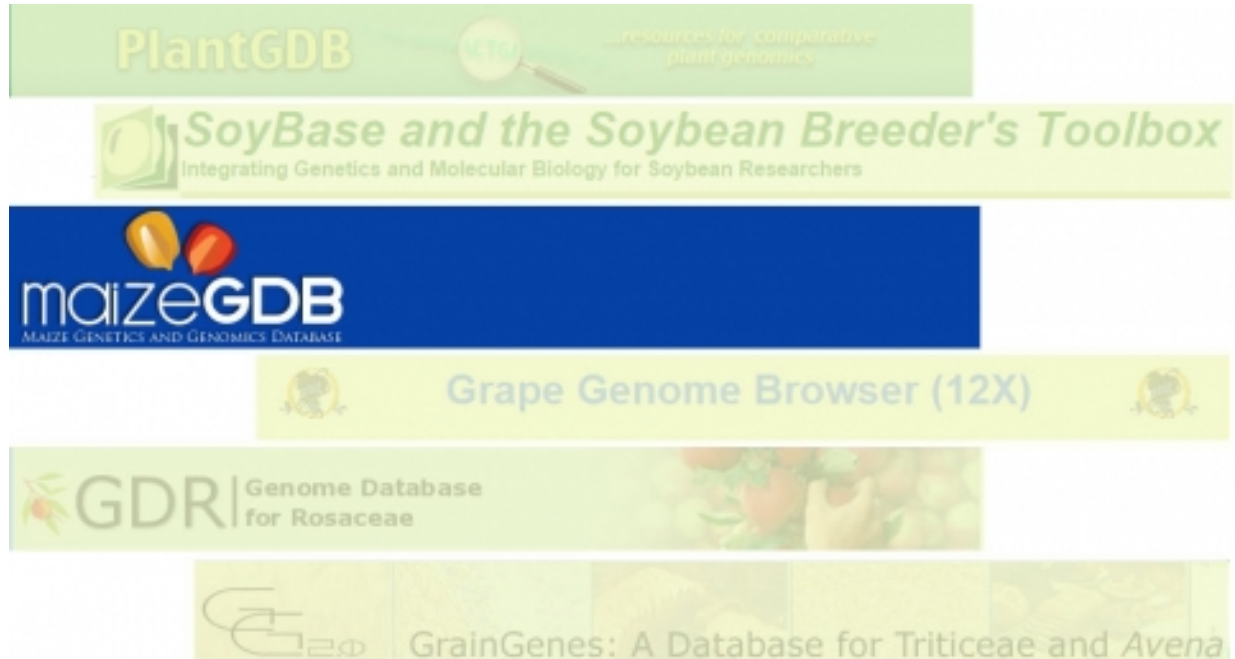 PlantGDB
ACTG
...resources for comparative
plant genomics
SoyBase and the Soybean Breeder's Toolbox
Integrating Genetics and Molecular Biology for Soybean Researchers
maizeGDB
MAIZE GENETICS AND GENOMICS DATABASE
Grape Genome Browser (12X)
GDR
Genome Database
for Rosaceae
GrainGenes: A Database for Triticeae and Avena